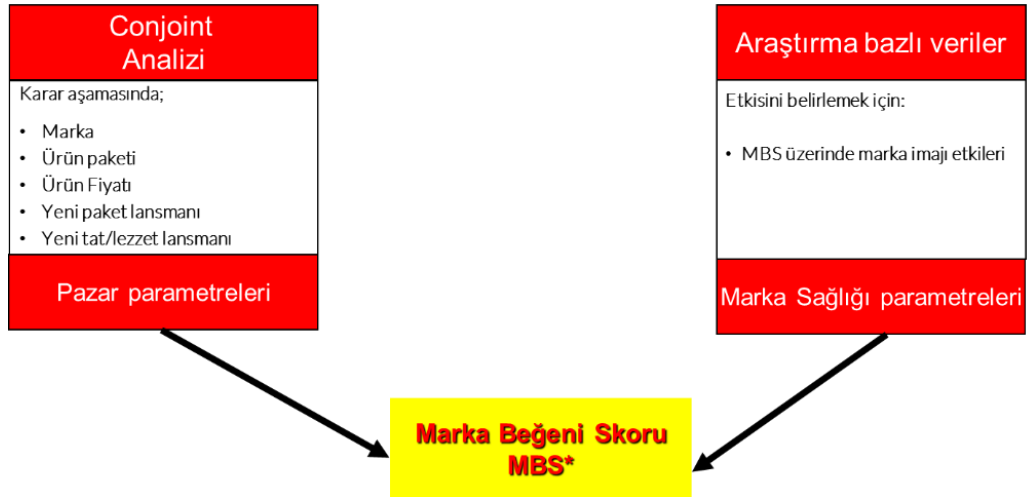 Conjoint
Analizi
Karar aşamasında;
• Marka
• Ürün paketi
• Ürün Fiyatı
• Yeni paket lansmanı
• Yeni tat/lezzet lansmanı
Pazar parametreleri
Araştırma bazlı veriler
Etkisini belirlemek için:
• MBS üzerinde marka imajı etkileri
Marka Sağlığı parametreleri
Marka Beğeni Skoru
MBS*